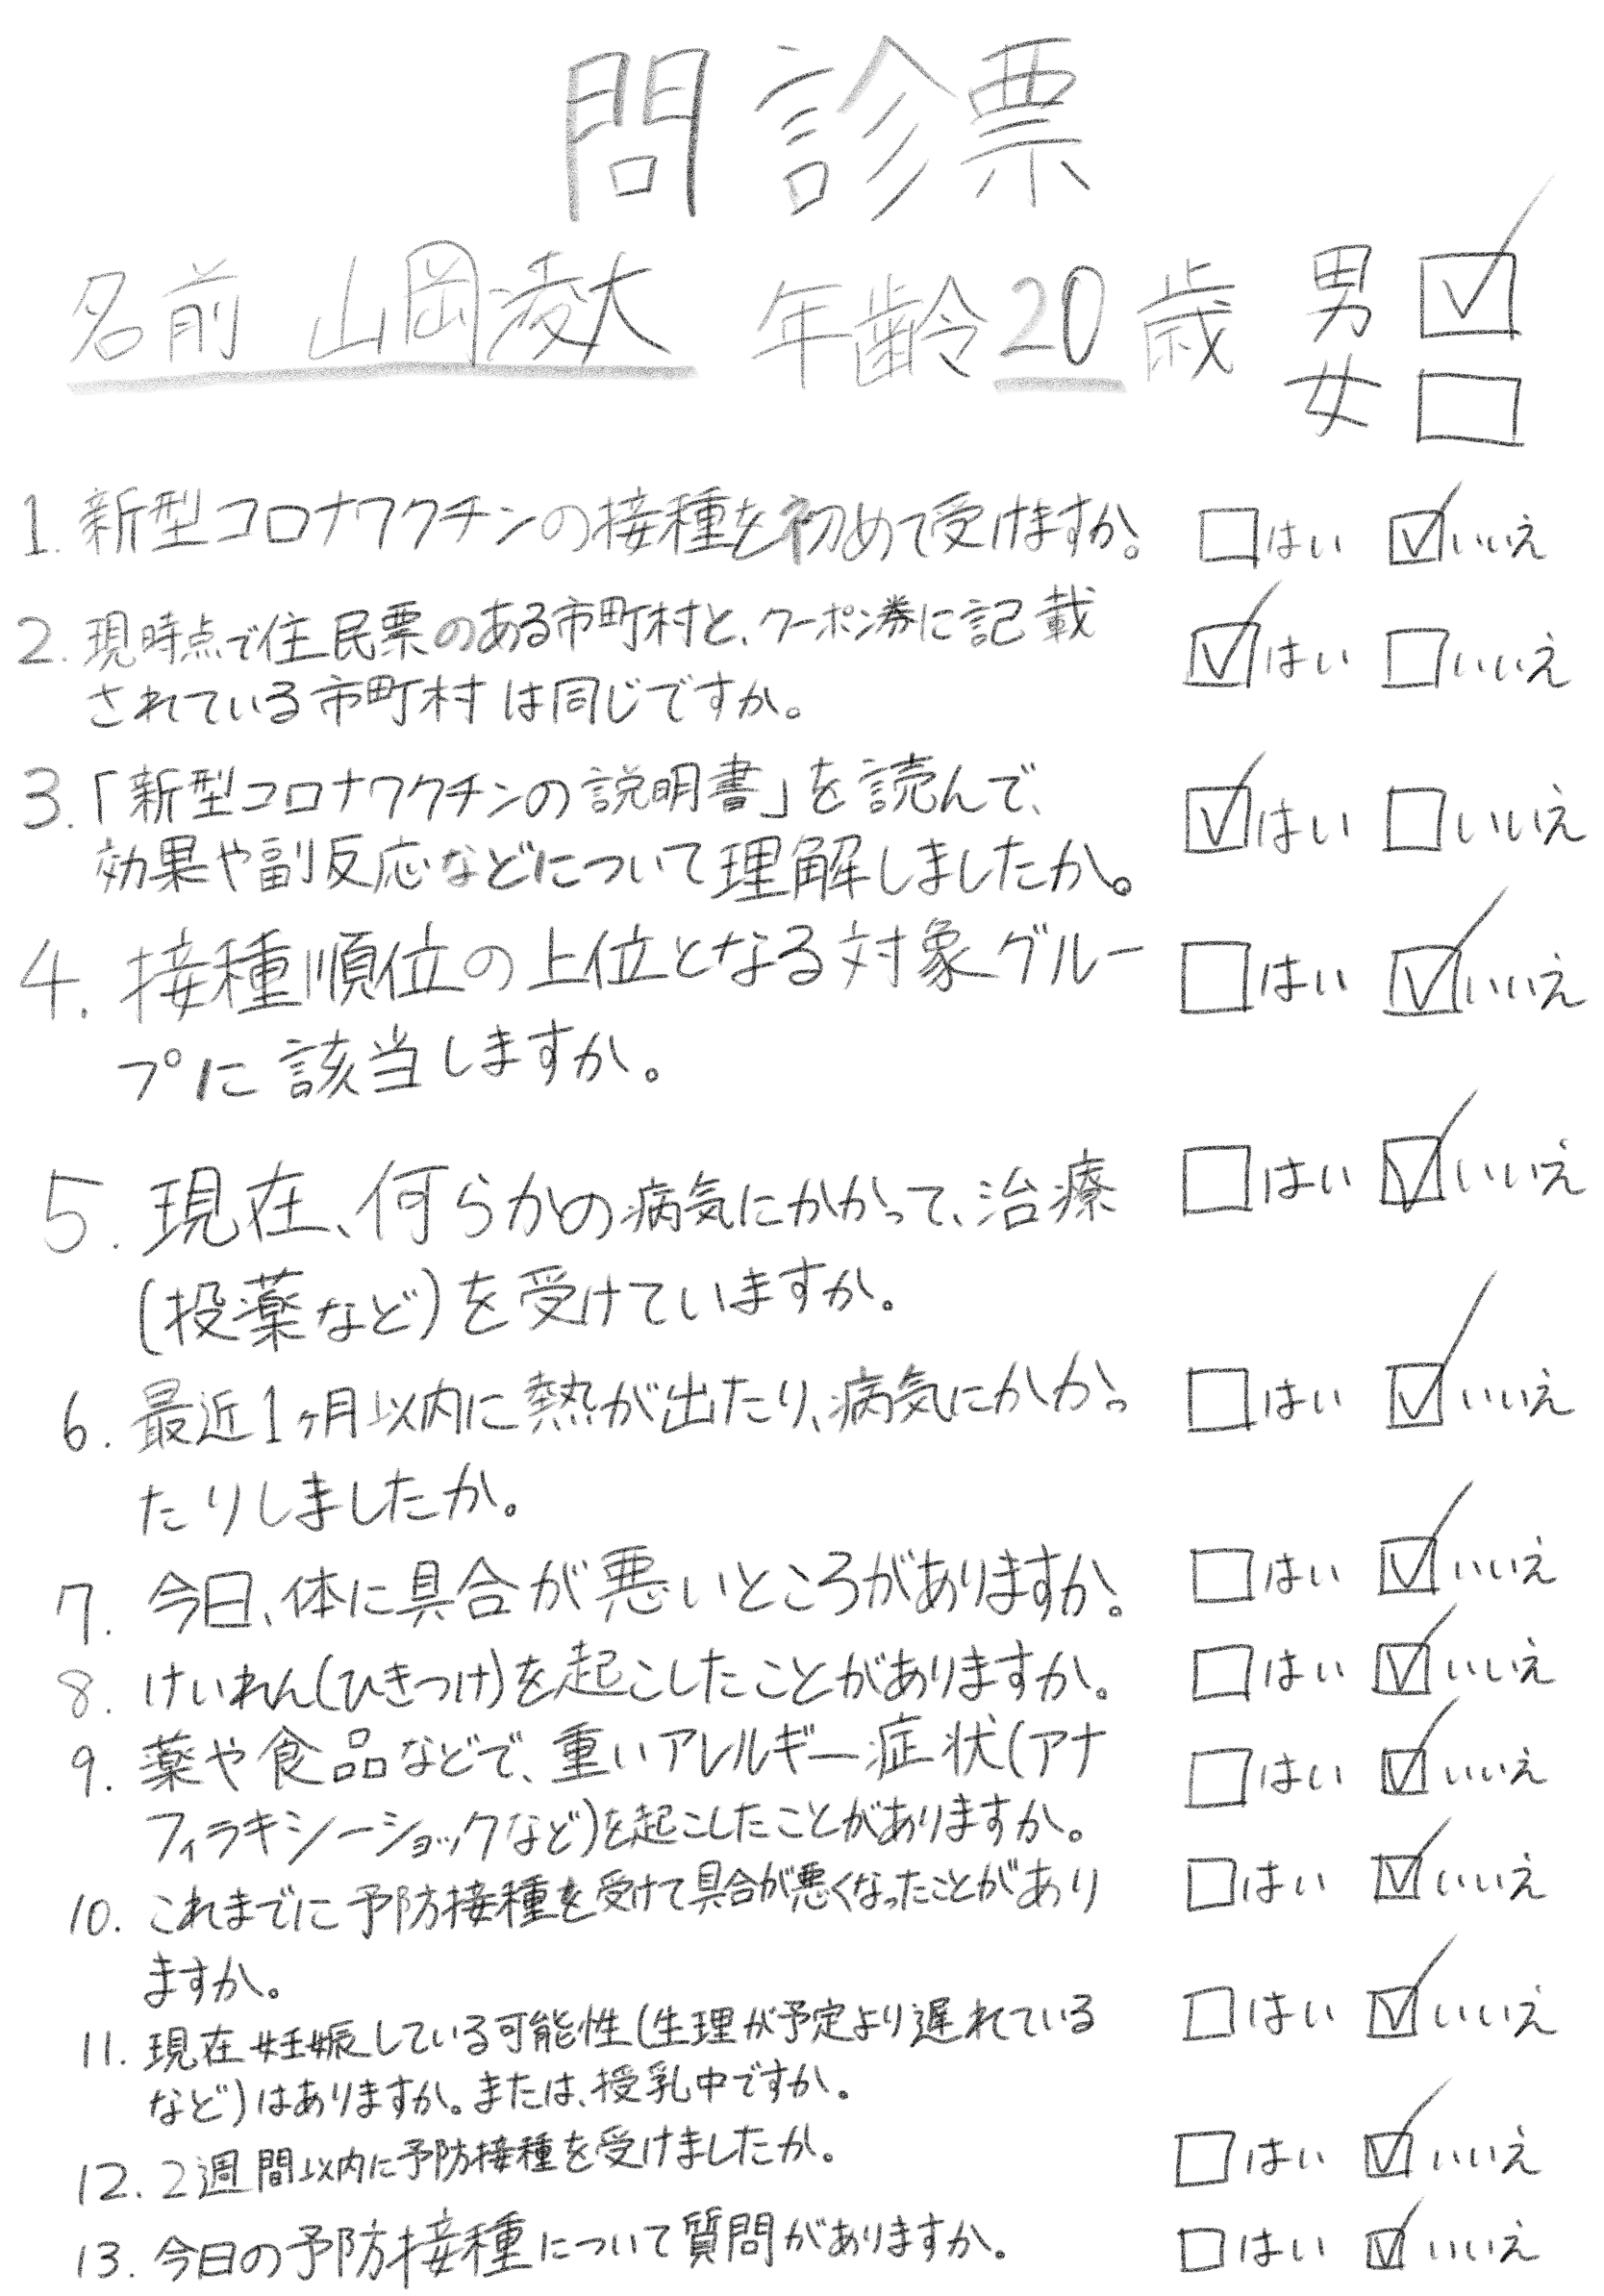 問診票
名前 山岡凌大 年齢 20 歳 男 ☑
女 □
1. 新型コロナワクチンの接種を初めて受けますか。 □はい ☑いいえ
2. 現時点で住民票のある市町村と、クーポン券に記載 ☑はい □いいえ
されている市町村は同じですか。
3. 「新型コロナワクチンの説明書」を読んで、 ☑はい □いいえ
効果や副反応などについて理解しましたか。
4. 接種順位の上位となる対象グルー □はい ☑いいえ
プに該当しますか。
5. 現在、何らかの病気にかかって、治療 □はい ☑いいえ
(投薬など)を受けていますか。
6. 最近1ヶ月以内に熱が出たり、病気にかかっ □はい ☑いいえ
たりしましたか。
7. 今日、体に具合が悪いところがありますか。 □はい ☑いいえ
8. けいれん(ひきつけ)を起こしたことがありますか。 □はい ☑いいえ
9. 薬や食品などで、重いアレルギー症状(アナ □はい ☑いいえ
フィラキシーショックなど)を起こしたことがありますか。
10. これまでに予防接種を受けて具合が悪くなったことがあり □はい ☑いいえ
ますか。
11. 現在妊娠している可能性(生理が予定より遅れている □はい ☑いいえ
など)はありますか。または、授乳中ですか。
12. 2週間以内に予防接種を受けましたか。 □はい ☑いいえ
13. 今日の予防接種について質問がありますか。 □はい ☑いいえ